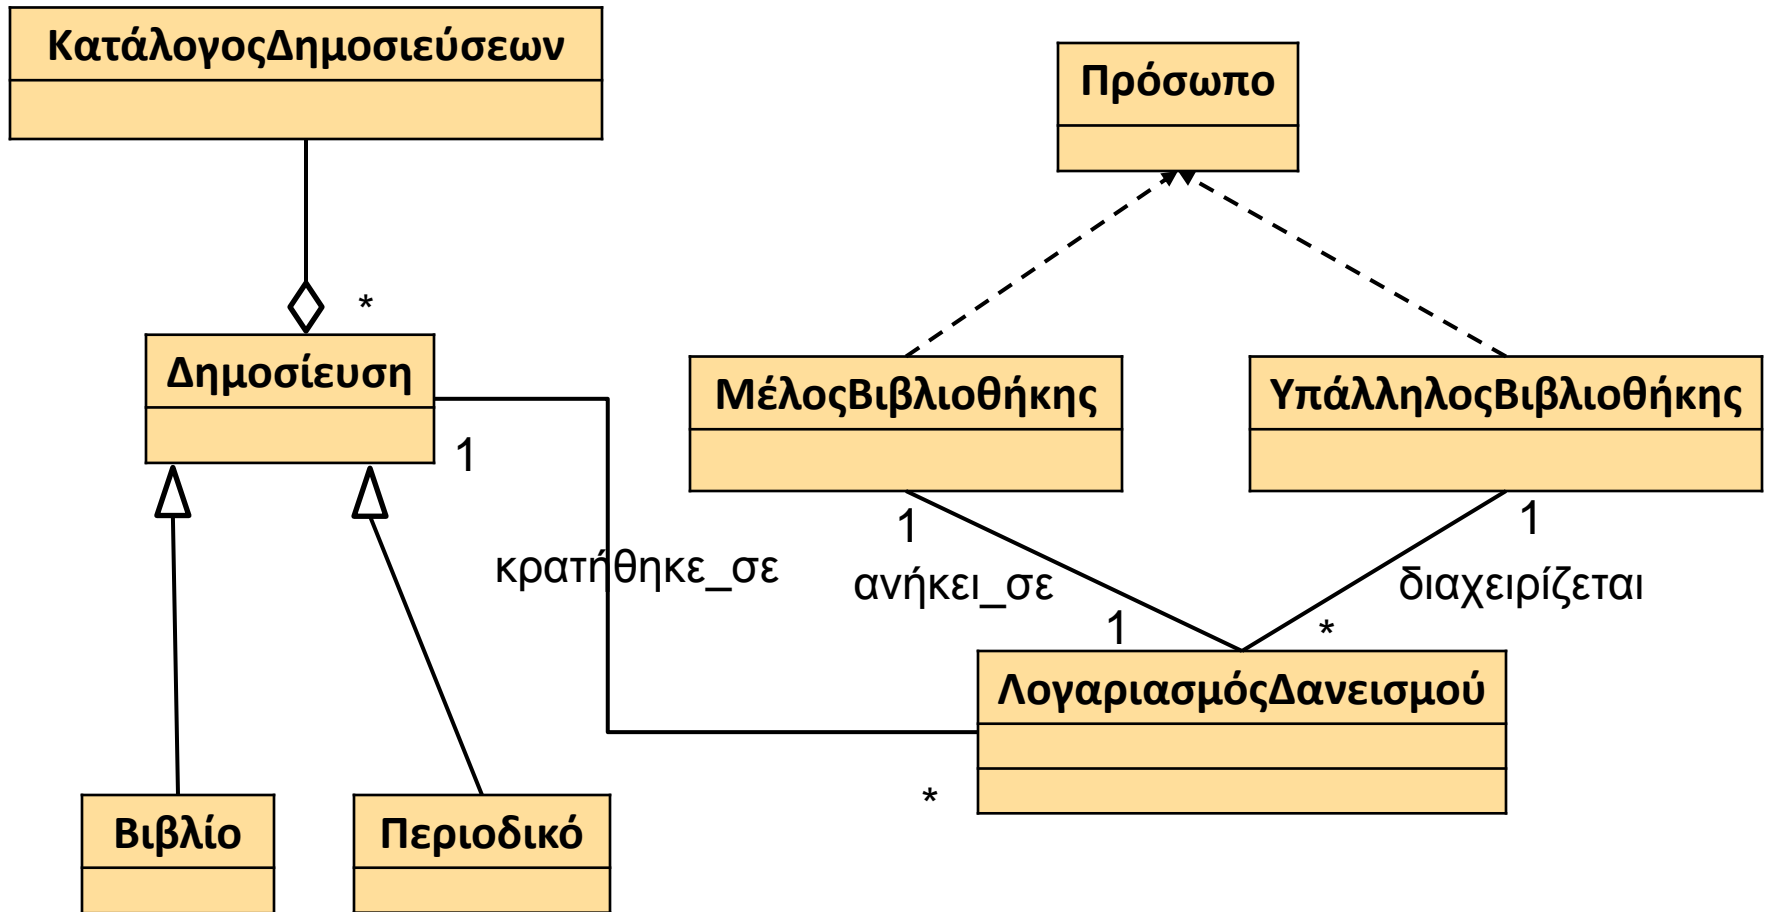 ΚατάλογοςΔημοσιεύσεων
Πρόσωπο
*
Δημοσίευση
ΜέλοςΒιβλιοθήκης
ΥπάλληλοςΒιβλιοθήκης
1
1
1
κρατήθηκε_σε
ανήκει_σε
διαχειρίζεται
1
*
ΛογαριασμόςΔανεισμού
*
Βιβλίο
Περιοδικό